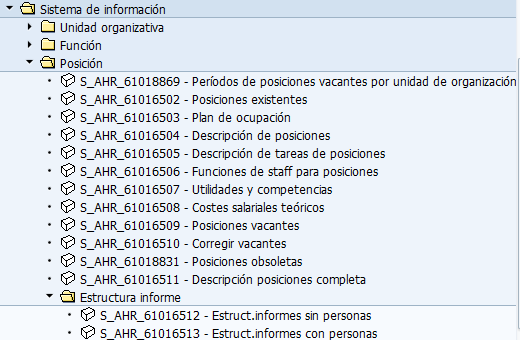 Sistema de información
Unidad organizativa
Función
Posición
S_AHR_61018869 - Períodos de posiciones vacantes por unidad de organización
S_AHR_61016502 - Posiciones existentes
S_AHR_61016503 - Plan de ocupación
S_AHR_61016504 - Descripción de posiciones
S_AHR_61016505 - Descripción de tareas de posiciones
S_AHR_61016506 - Funciones de staff para posiciones
S_AHR_61016507 - Utilidades y competencias
S_AHR_61016508 - Costes salariales teóricos
S_AHR_61016509 - Posiciones vacantes
S_AHR_61016510 - Corregir vacantes
S_AHR_61018831 - Posiciones obsoletas
S_AHR_61016511 - Descripción posiciones completa
Estructura informe
S_AHR_61016512 - Estruct.informes sin personas
S_AHR_61016513 - Estruct.informes con personas